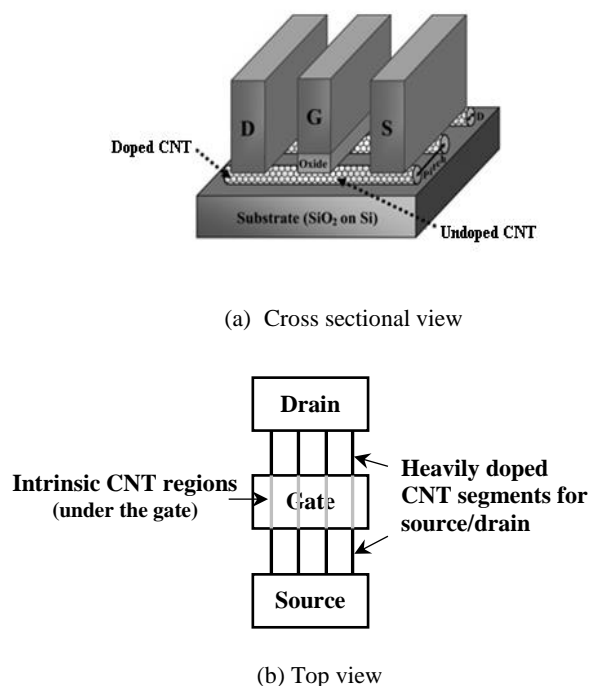 D
G
S
D
Oxide
Pitch
Doped CNT
Undoped CNT
Substrate (SiO₂ on Si)
(a) Cross sectional view
Drain
Intrinsic CNT regions
(under the gate)
Gate
Heavily doped
CNT segments for
source/drain
Source
(b) Top view